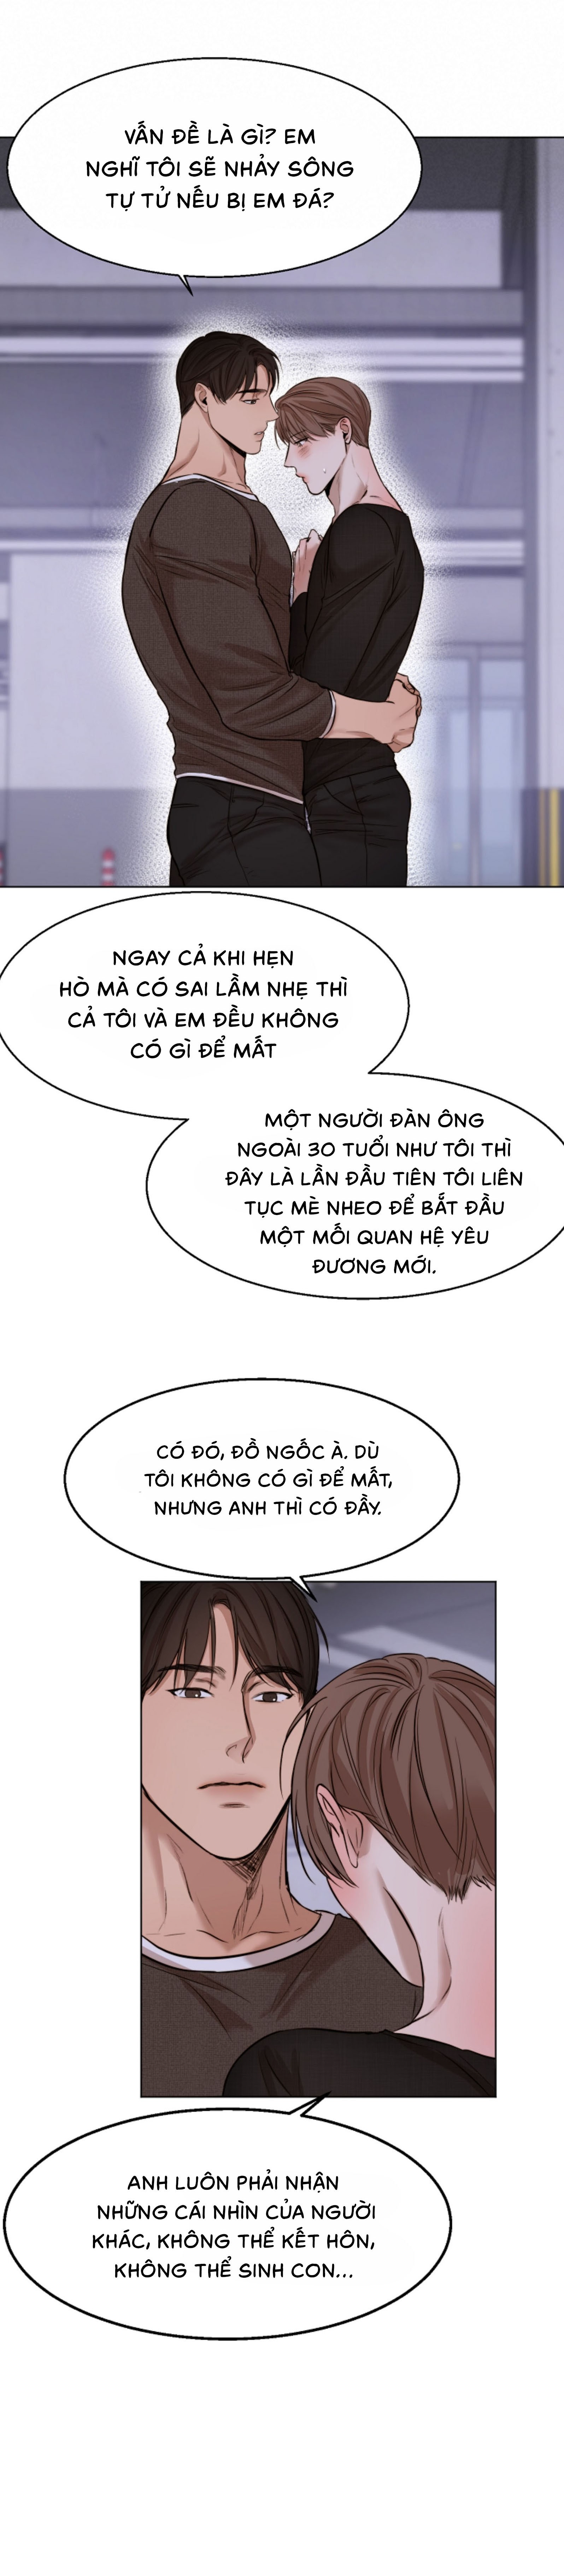 VẤN ĐỀ LÀ GÌ? EM
NGHĨ TÔI SẼ NHẢY SÔNG
TỰ TỬ NẾU BỊ EM ĐÁ?
NGAY CẢ KHI HẸN
HÒ MÀ CÓ SAI LẦM NHẸ THÌ
CẢ TÔI VÀ EM ĐỀU KHÔNG
CÓ GÌ ĐỂ MẤT
MỘT NGƯỜI ĐÀN ÔNG
NGOÀI 30 TUỔI NHƯ TÔI THÌ
ĐÂY LÀ LẦN ĐẦU TIÊN TÔI LIÊN
TỤC MÈ NHEO ĐỂ BẮT ĐẦU
MỘT MỐI QUAN HỆ YÊU
ĐƯƠNG MỚI.
CÓ ĐÓ, ĐỒ NGỐC À. DÙ
TÔI KHÔNG CÓ GÌ ĐỂ MẤT,
NHƯNG ANH THÌ CÓ ĐẦY.
ANH LUÔN PHẢI NHẬN
NHỮNG CÁI NHÌN CỦA NGƯỜI
KHÁC, KHÔNG THỂ KẾT HÔN,
KHÔNG THỂ SINH CON...